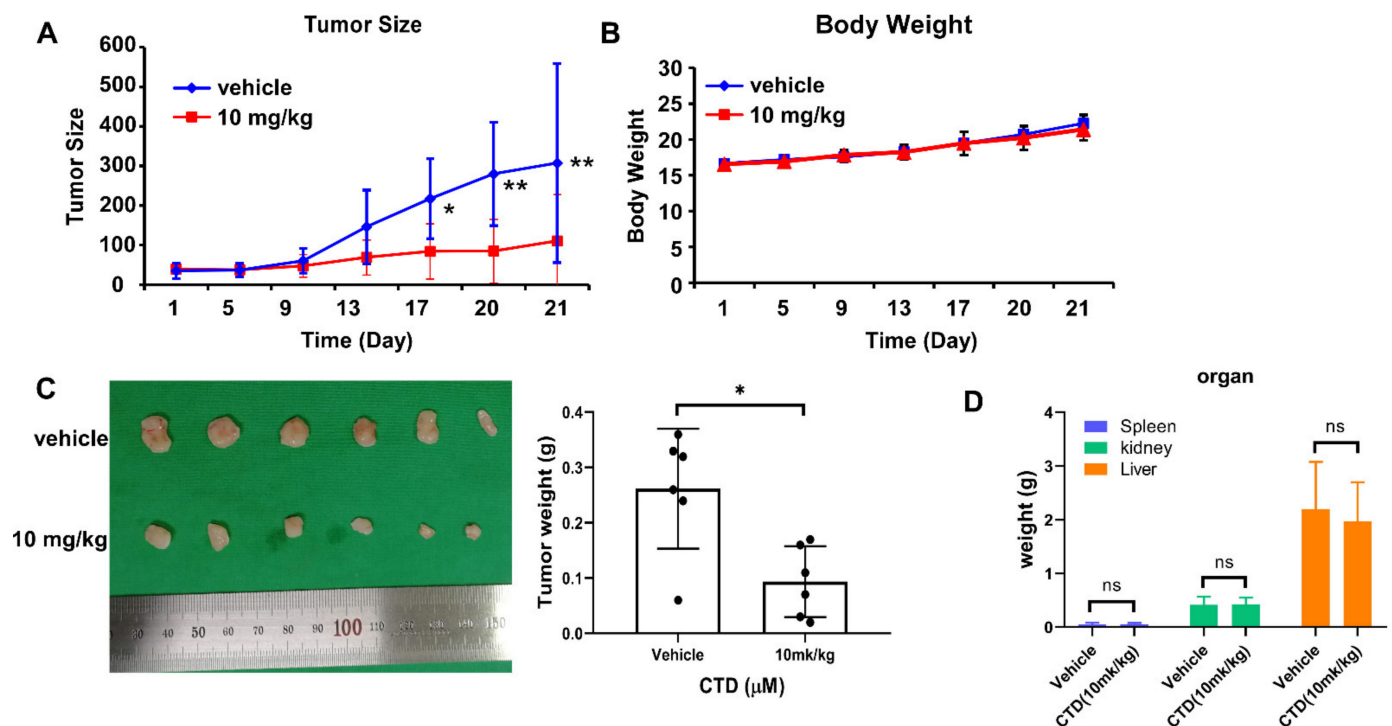 A
Tumor Size
600
500
400
300
200
100
0
Tumor Size
vehicle
10 mg/kg
*
**
**
1 5 9 13 17 20 21
Time (Day)
B
Body Weight
30
25
20
15
10
5
0
Body Weight
vehicle
10 mg/kg
1 5 9 13 17 20 21
Time (Day)
C
vehicle
10 mg/kg
30 40 50 60 70 80 90 100 110
*
0.4
0.3
0.2
0.1
0.0
Tumor weight (g)
Vehicle 10mk/kg
CTD (μM)
D
organ
Spleen
kidney
Liver
4
3
2
1
0
weight (g)
ns
ns
ns
Vehicle
CTD(10mk/kg)
Vehicle
CTD(10mk/kg)
Vehicle
CTD(10mk/kg)